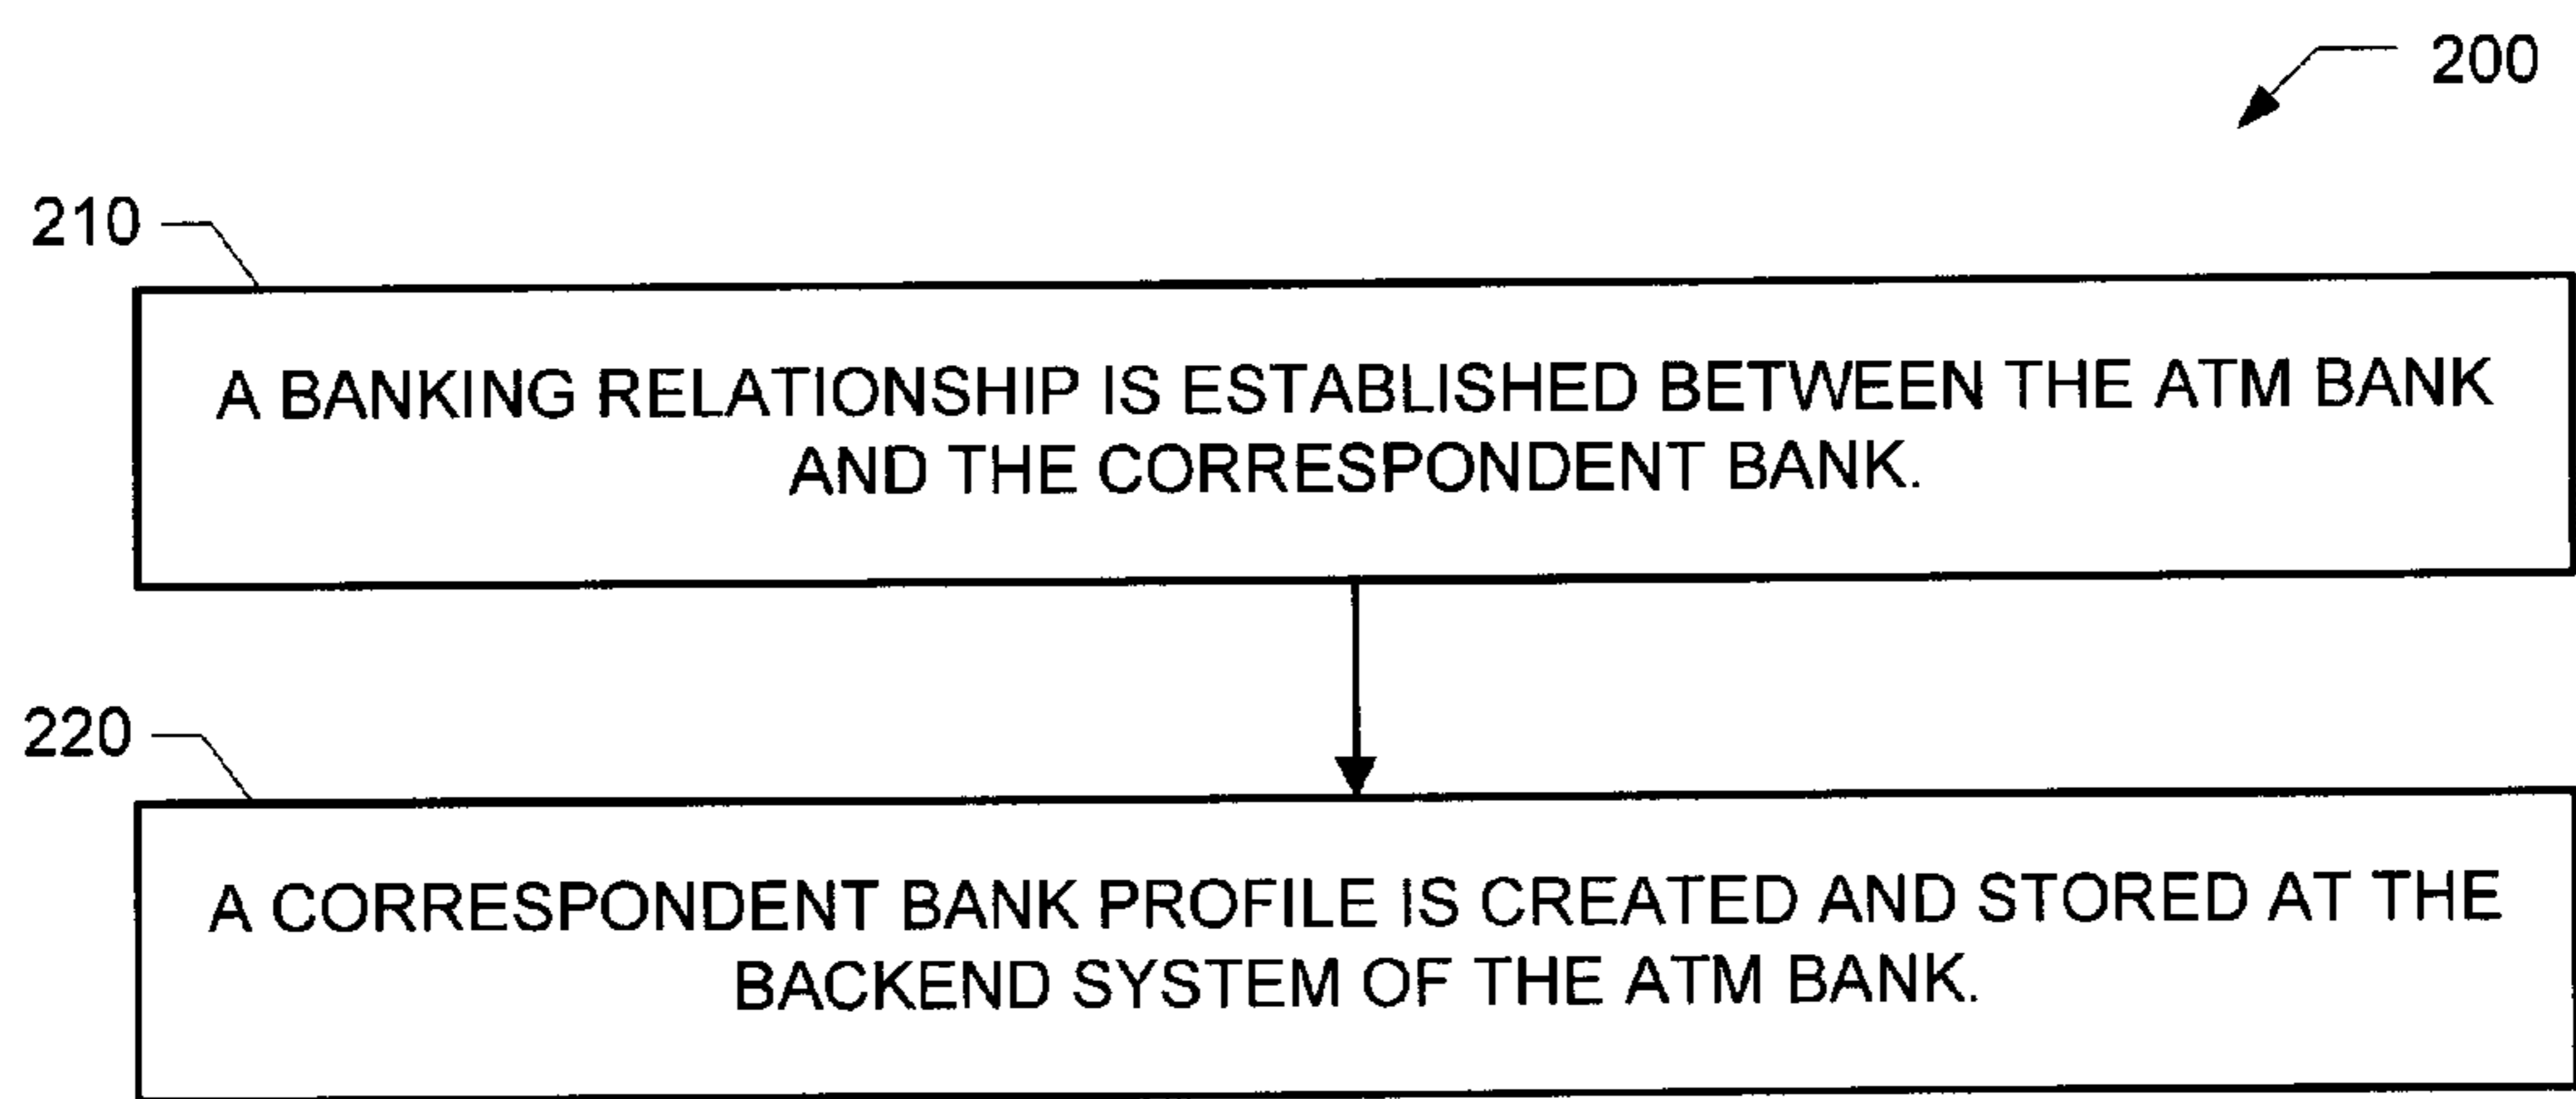 200
210
A BANKING RELATIONSHIP IS ESTABLISHED BETWEEN THE ATM BANK
AND THE CORRESPONDENT BANK.
220
A CORRESPONDENT BANK PROFILE IS CREATED AND STORED AT THE
BACKEND SYSTEM OF THE ATM BANK.